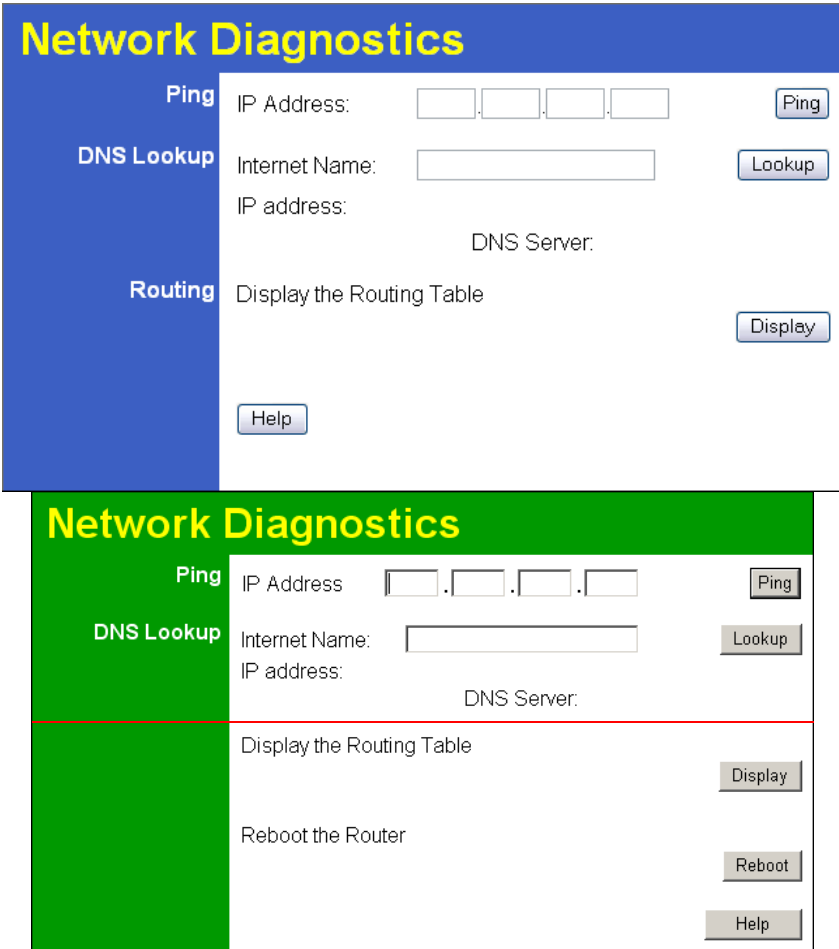 Network Diagnostics
Ping IP Address: . . . Ping
DNS Lookup Internet Name: Lookup
IP address:
DNS Server:
Routing Display the Routing Table
Display
Help
Network Diagnostics
Ping IP Address . . . Ping
DNS Lookup Internet Name: Lookup
IP address:
DNS Server:
Display the Routing Table
Display
Reboot the Router
Reboot
Help